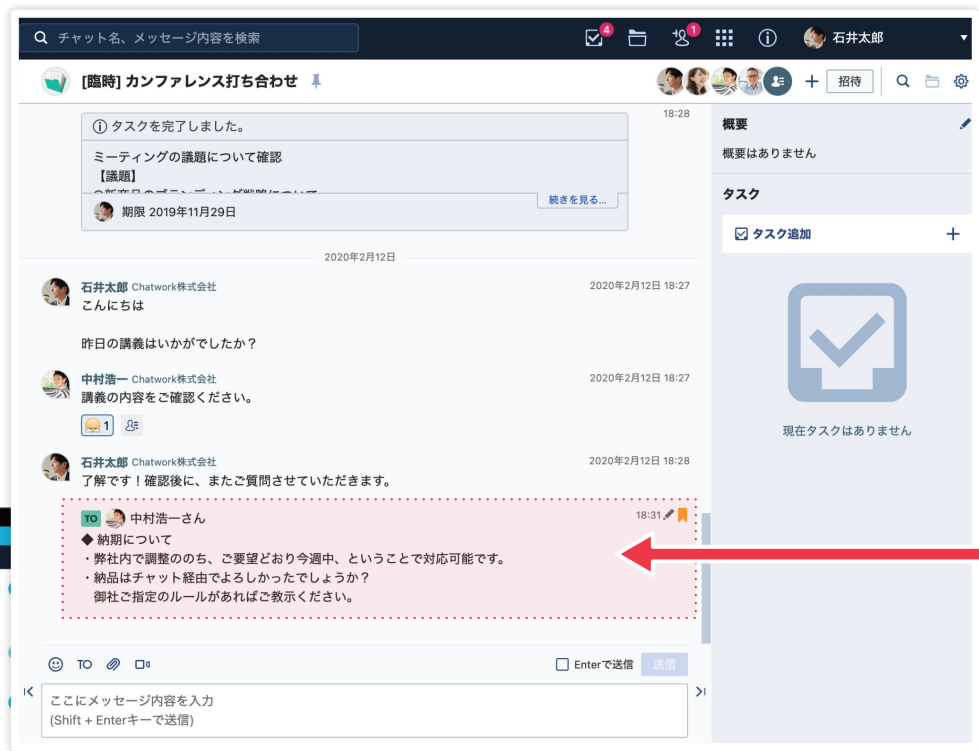 チャット名、メッセージ内容を検索
4
1
石井太郎
[臨時] カンファレンス打ち合わせ
招待
18:28
タスクを完了しました。
ミーティングの議題について確認
【議題】
続きを見る...
期限 2019年11月29日
2020年2月12日
石井太郎 Chatwork株式会社 2020年2月12日 18:27
こんにちは
昨日の講義はいかがでしたか？
中村浩一 Chatwork株式会社 2020年2月12日 18:27
講義の内容をご確認ください。
1
石井太郎 Chatwork株式会社 2020年2月12日 18:28
了解です！確認後に、またご質問させていただきます。
TO 中村浩一さん 18:31
◆ 納期について
・弊社内で調整ののち、ご要望どおり今週中、ということで対応可能です。
・納品はチャット経由でよろしかったでしょうか？
御社ご指定のルールがあればご教示ください。
TO
Enterで送信 送信
ここにメッセージ内容を入力
(Shift + Enterキーで送信)
概要
概要はありません
タスク
タスク追加
現在タスクはありません